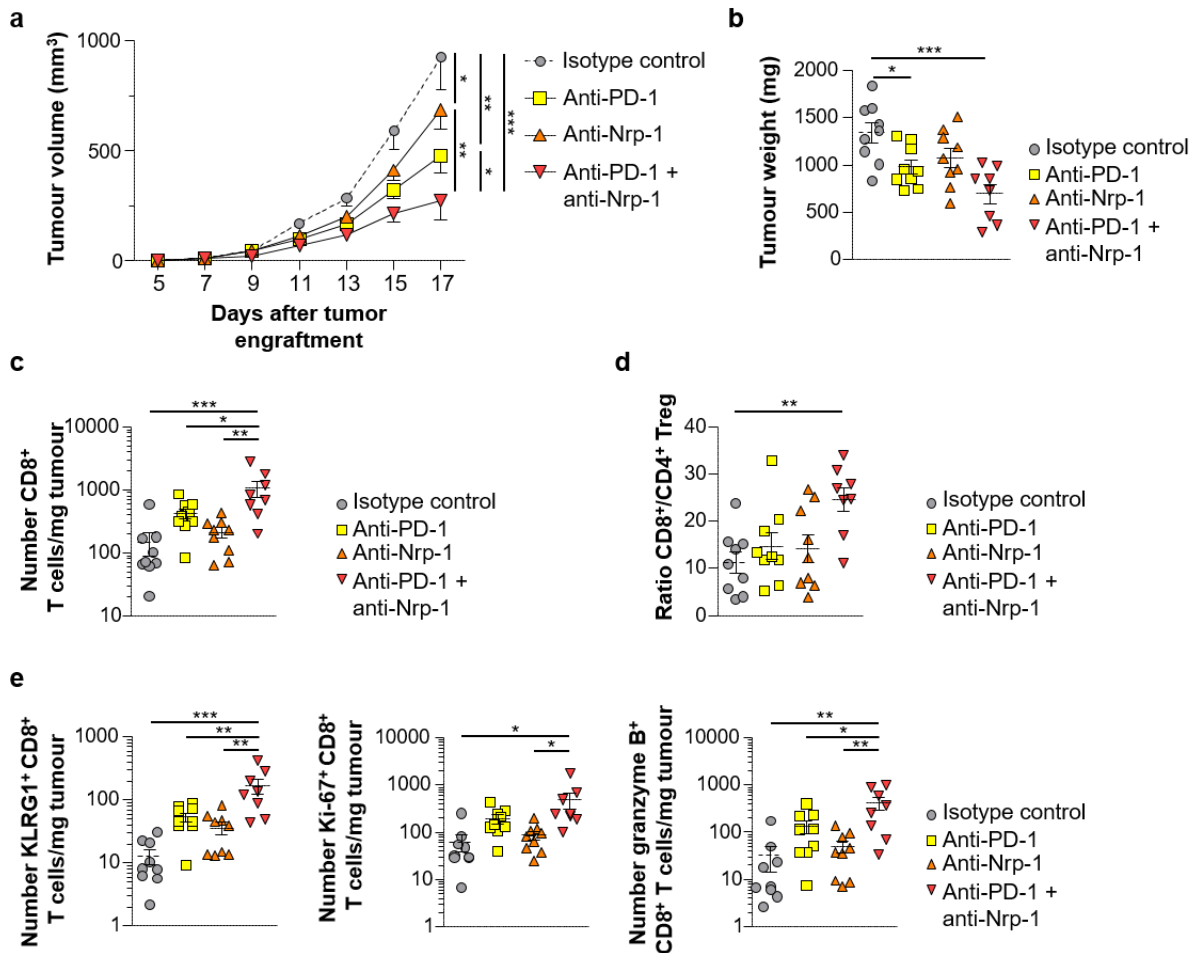 a
Tumour volume (mm³)
1000
500
0
5 7 9 11 13 15 17
Days after tumor
engraftment
*
**
**
*
***
Isotype control
Anti-PD-1
Anti-Nrp-1
Anti-PD-1 +
anti-Nrp-1
b
Tumour weight (mg)
2000
1500
1000
500
0
***
*
Isotype control
Anti-PD-1
Anti-Nrp-1
Anti-PD-1 +
anti-Nrp-1
c
Number CD8⁺
T cells/mg tumour
10000
1000
100
10
***
*
**
Isotype control
Anti-PD-1
Anti-Nrp-1
Anti-PD-1 +
anti-Nrp-1
d
Ratio CD8⁺/CD4⁺ Treg
40
30
20
10
0
**
Isotype control
Anti-PD-1
Anti-Nrp-1
Anti-PD-1 +
anti-Nrp-1
e
Number KLRG1⁺ CD8⁺
T cells/mg tumour
1000
100
10
1
***
**
**
Number Ki-67⁺ CD8⁺
T cells/mg tumour
10000
1000
100
10
1
*
*
Number granzyme B⁺
CD8⁺ T cells/mg tumour
10000
1000
100
10
1
**
*
**
Isotype control
Anti-PD-1
Anti-Nrp-1
Anti-PD-1 +
anti-Nrp-1